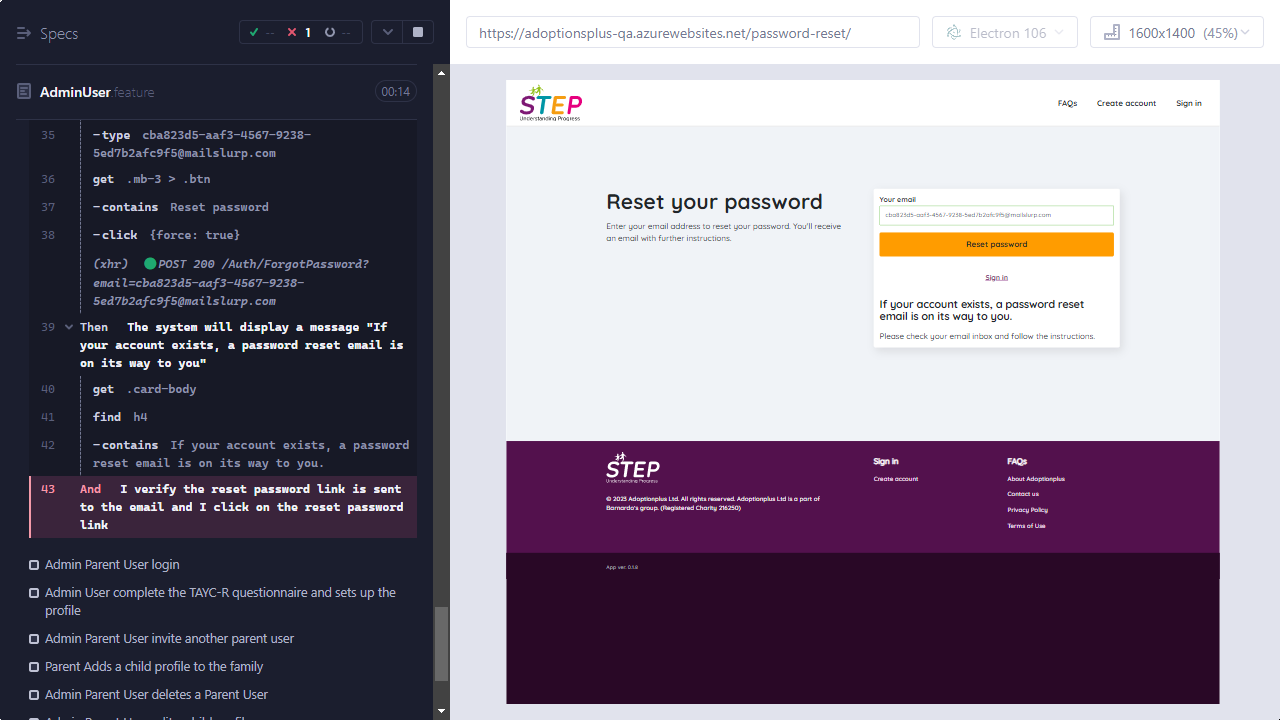 Specs
-- 1 --
https://adoptionsplus-qa.azurewebsites.net/password-reset/
Electron 106
1600x1400 (45%)
AdminUser.feature
00:14
35 -type cba823d5-aaf3-4567-9238-
5ed7b2afc9f5@mailslurp.com
36 get .mb-3 > .btn
37 -contains Reset password
38 -click {force: true}
(xhr) POST 200 /Auth/ForgotPassword?
email=cba823d5-aaf3-4567-9238-
5ed7b2afc9f5@mailslurp.com
39 Then The system will display a message "If
your account exists, a password reset email is
on its way to you"
40 get .card-body
41 find h4
42 -contains If your account exists, a password
reset email is on its way to you.
43 And I verify the reset password link is sent
to the email and I click on the reset password
link
Admin Parent User login
Admin User complete the TAYC-R questionnaire and sets up the
profile
Admin Parent User invite another parent user
Parent Adds a child profile to the family
Admin Parent User deletes a Parent User
STEP
Understanding Progress
FAQs
Create account
Sign in
Reset your password
Enter your email address to reset your password. You'll receive
an email with further instructions.
Your email
cba823d5-aaf3-4567-9238-5ed7b2afc9f5@mailslurp.com
Reset password
Sign in
If your account exists, a password reset
email is on its way to you.
Please check your email inbox and follow the instructions.
STEP
Understanding Progress
© 2023 Adoptionplus Ltd. All rights reserved. Adoptionplus Ltd is a part of
Barnardo's group. (Registered Charity 216250)
Sign in
Create account
FAQs
About Adoptionplus
Contact us
Privacy Policy
Terms of Use
App ver: 0.1.8